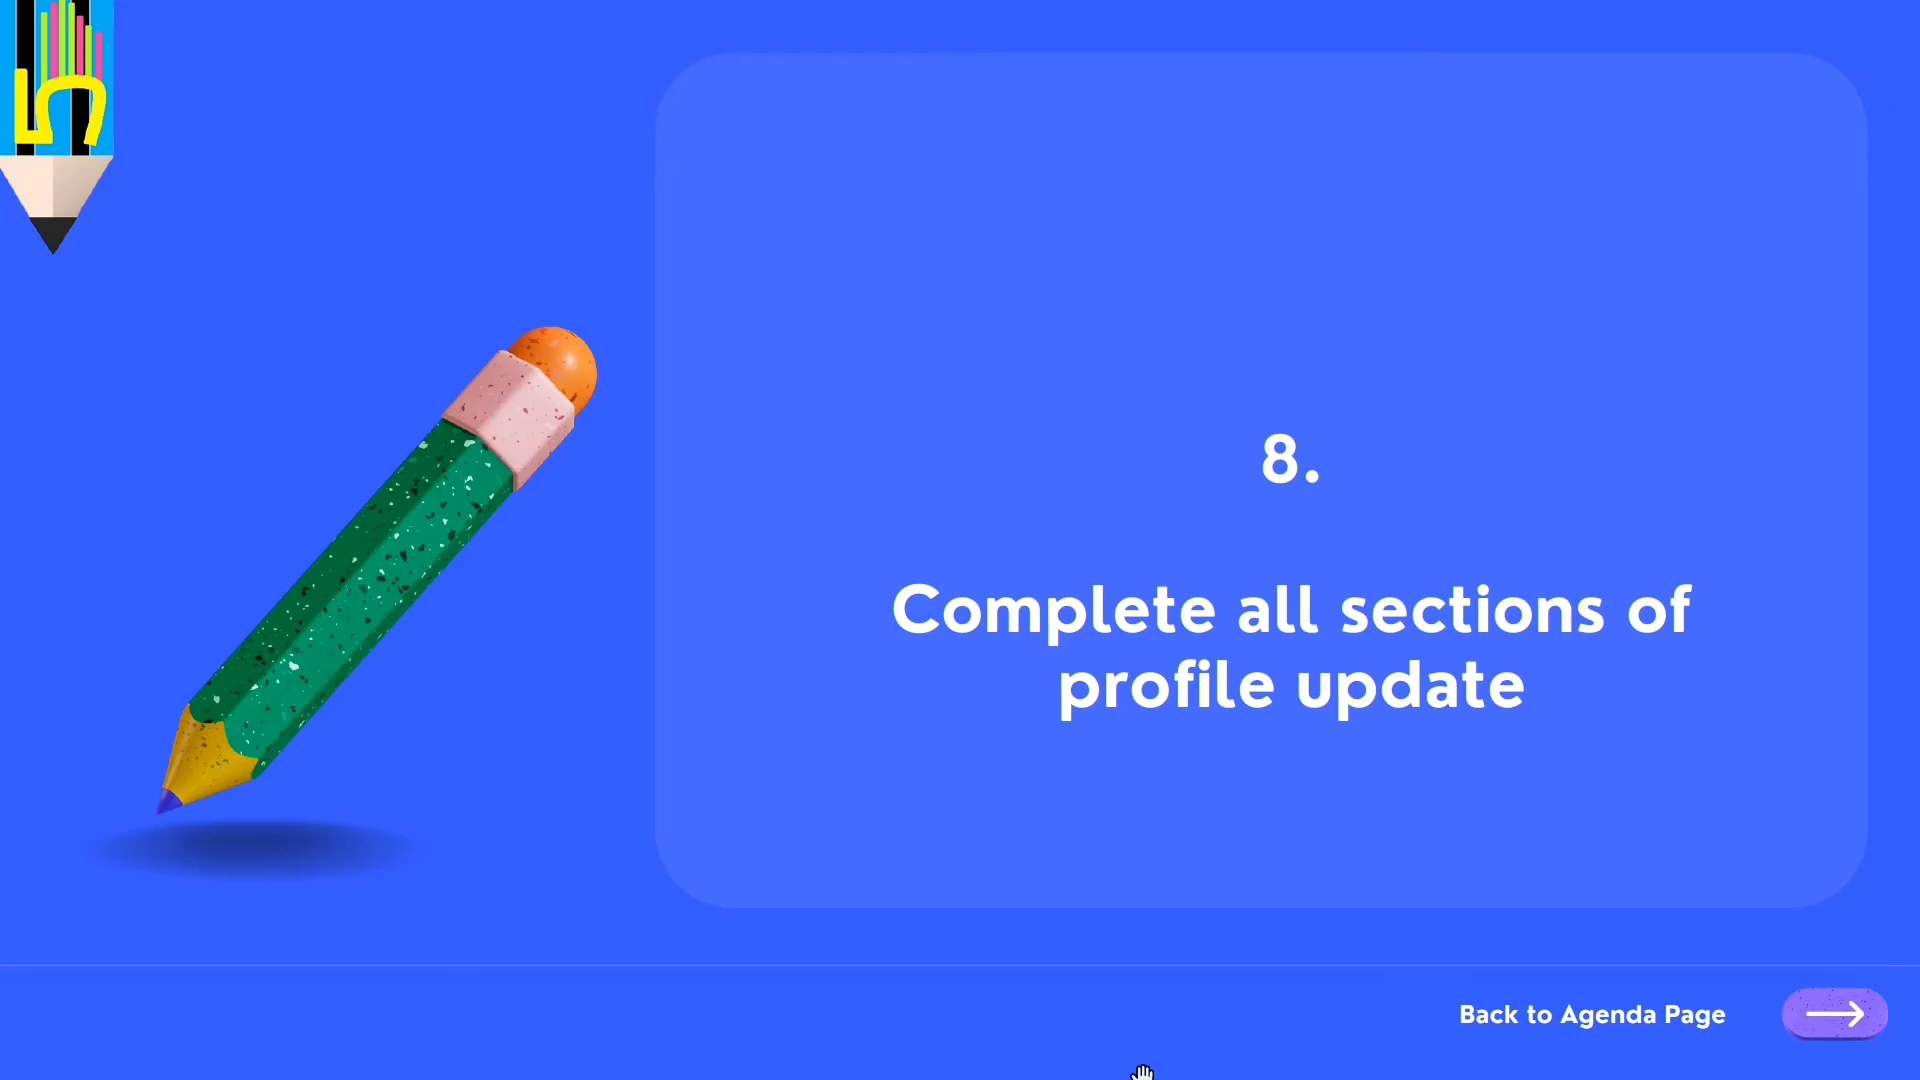 8.
Complete all sections of
profile update
Back to Agenda Page